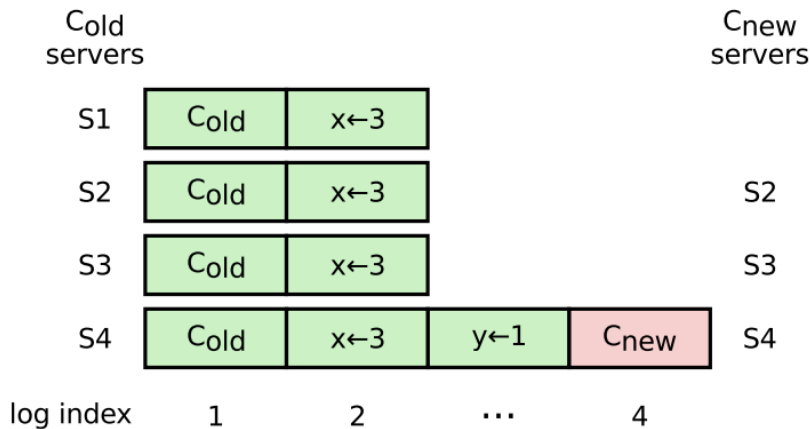 Cold servers
Cnew servers
S1 Cold x←3
S2 Cold x←3 S2
S3 Cold x←3 S3
S4 Cold x←3 y←1 Cnew S4
log index 1 2 ⋯ 4